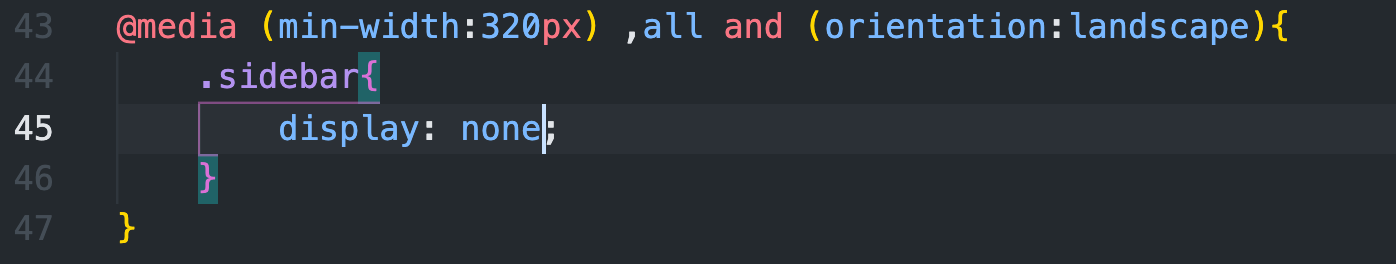 43 @media (min-width:320px) ,all and (orientation:landscape){
44 .sidebar{
45 display: none;
46 }
47 }